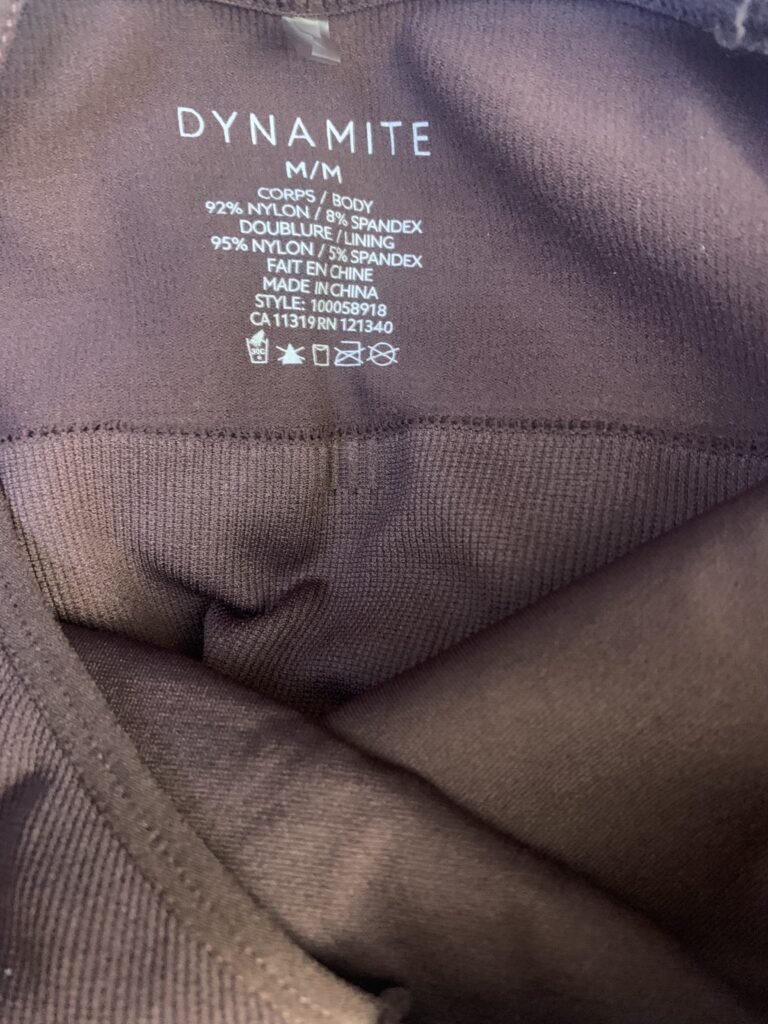 DYNAMITE
M/M
CORPS / BODY
92% NYLON / 8% SPANDEX
DOUBLURE / LINING
95% NYLON / 5% SPANDEX
FAIT EN CHINE
MADE IN CHINA
STYLE: 100058918
CA 11319 RN 121340
30C